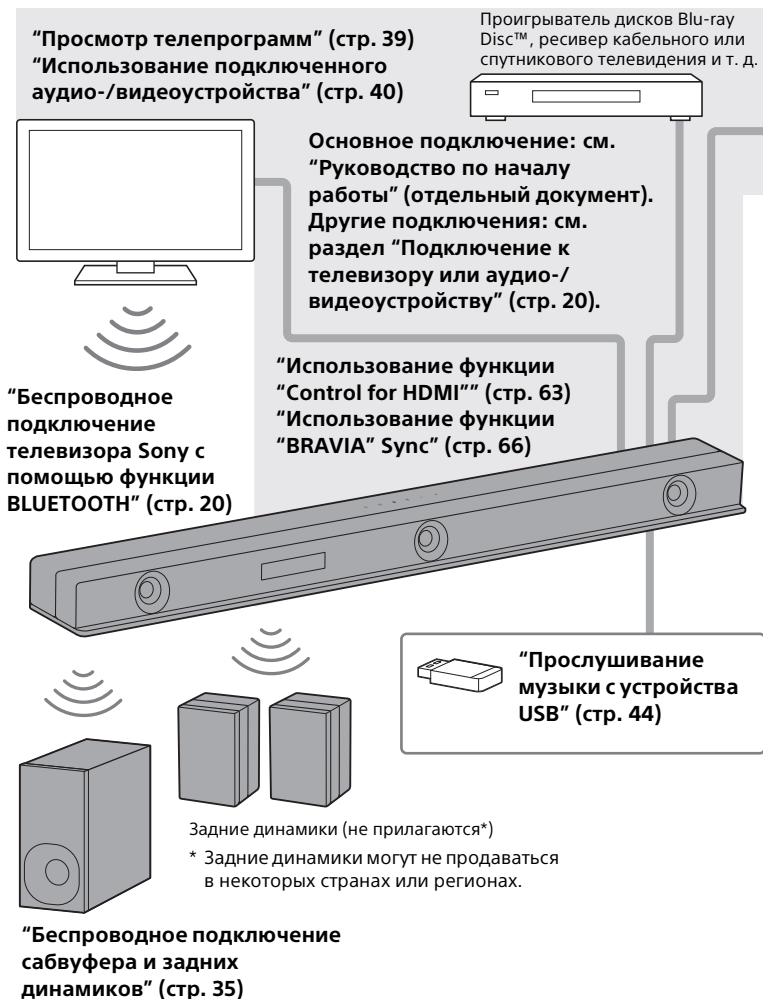 “Просмотр телепрограмм” (стр. 39)
“Использование подключенного
аудио-/видеоустройства” (стр. 40)
Проигрыватель дисков Blu-ray
Disc™, ресивер кабельного или
спутникового телевидения и т. д.
Основное подключение: см.
“Руководство по началу
работы” (отдельный документ).
Другие подключения: см.
раздел “Подключение к
телевизору или аудио-/
видеоустройству” (стр. 20).
“Беспроводное
подключение
телевизора Sony с
помощью функции
BLUETOOTH” (стр. 20)
“Использование функции
“Control for HDMI”” (стр. 63)
“Использование функции
“BRAVIA” Sync” (стр. 66)
“Прослушивание
музыки с устройства
USB” (стр. 44)
Задние динамики (не прилагаются*)
* Задние динамики могут не продаваться
в некоторых странах или регионах.
“Беспроводное подключение
сабвуфера и задних
динамиков” (стр. 35)